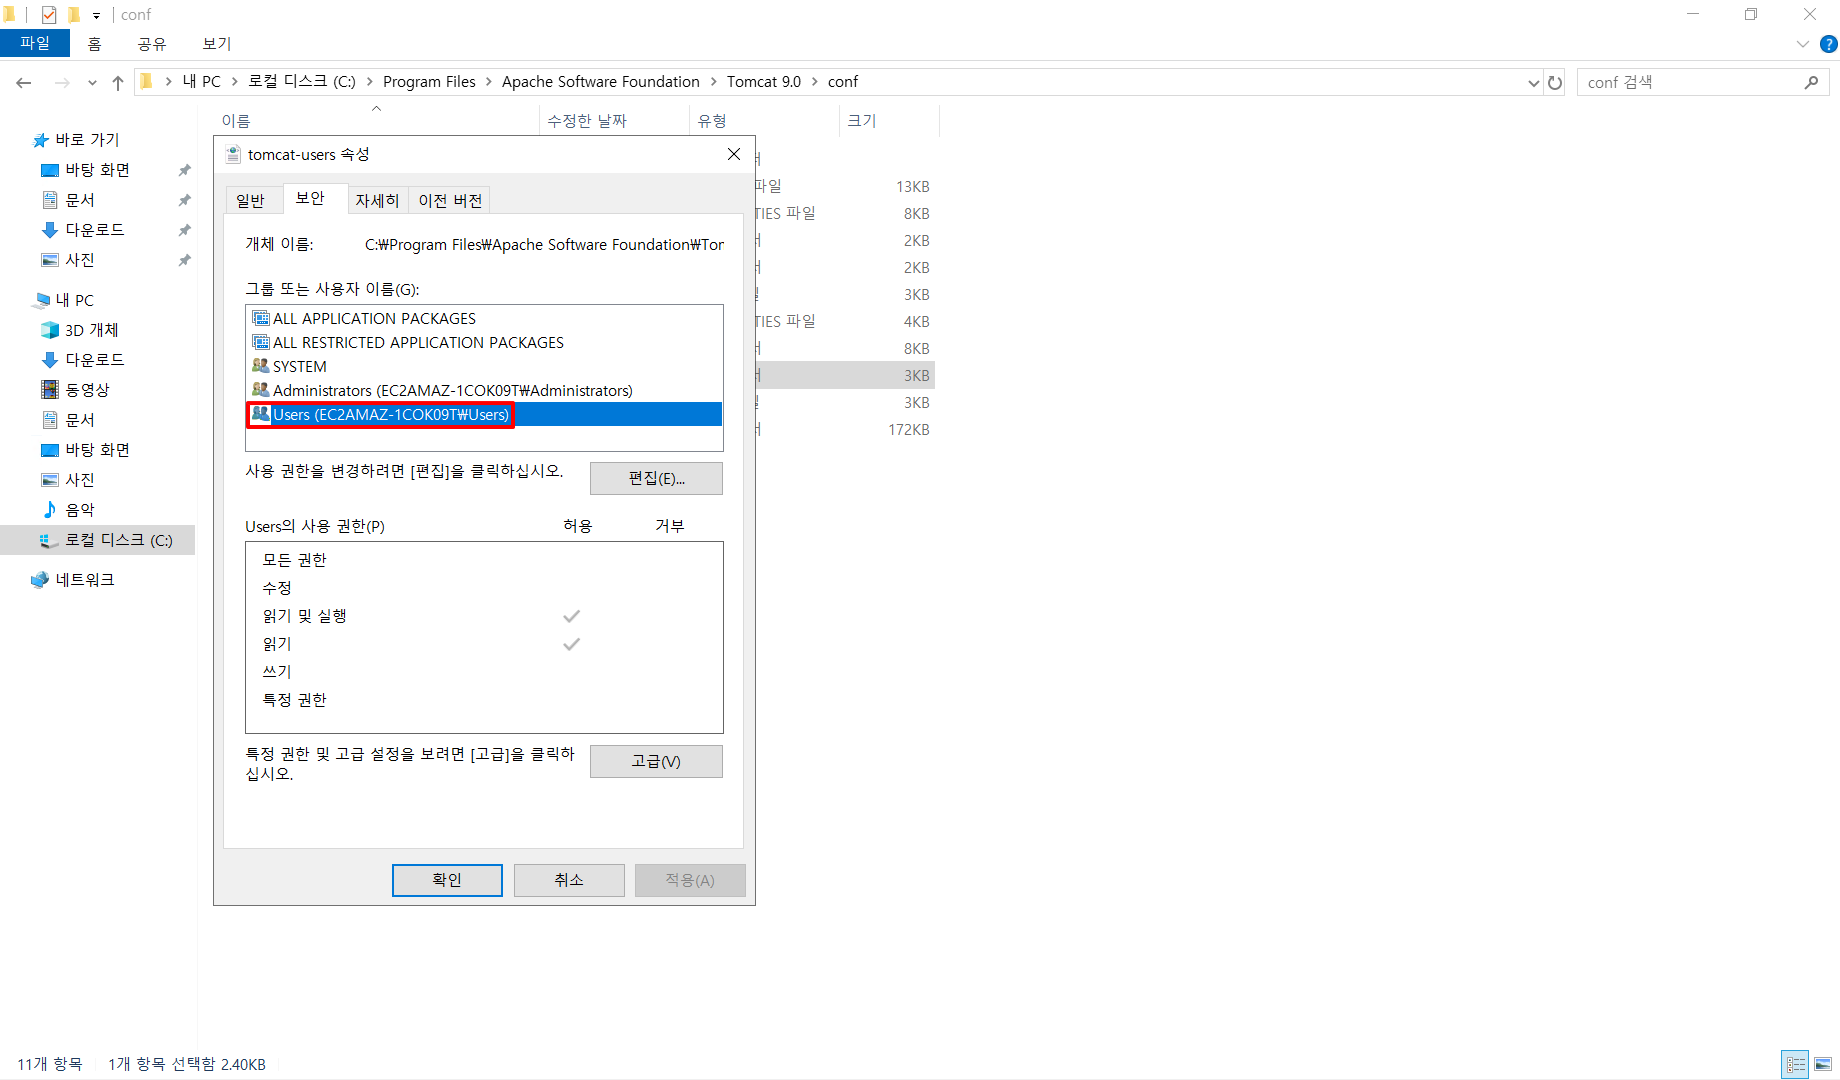 conf
파일 홈 공유 보기
내 PC 로컬 디스크 (C:) Program Files Apache Software Foundation Tomcat 9.0 conf
conf 검색
이름 수정한 날짜 유형 크기
바로 가기
바탕 화면
문서
다운로드
사진
내 PC
3D 개체
다운로드
동영상
문서
바탕 화면
사진
음악
로컬 디스크 (C:)
네트워크
tomcat-users 속성
일반 보안 자세히 이전 버전
개체 이름: C:₩Program Files₩Apache Software Foundation₩Tom
그룹 또는 사용자 이름(G):
ALL APPLICATION PACKAGES
ALL RESTRICTED APPLICATION PACKAGES
SYSTEM
Administrators (EC2AMAZ-1COK09T₩Administrators)
Users (EC2AMAZ-1COK09T₩Users)
사용 권한을 변경하려면 [편집]을 클릭하십시오.
편집(E)...
Users의 사용 권한(P) 허용 거부
모든 권한
수정
읽기 및 실행
읽기
쓰기
특정 권한
특정 권한 및 고급 설정을 보려면 [고급]을 클릭하
십시오.
고급(V)
확인 취소 적용(A)
파일 13KB
TIES 파일 8KB
2KB
2KB
3KB
TIES 파일 4KB
8KB
3KB
3KB
172KB
11개 항목 1개 항목 선택함 2.40KB